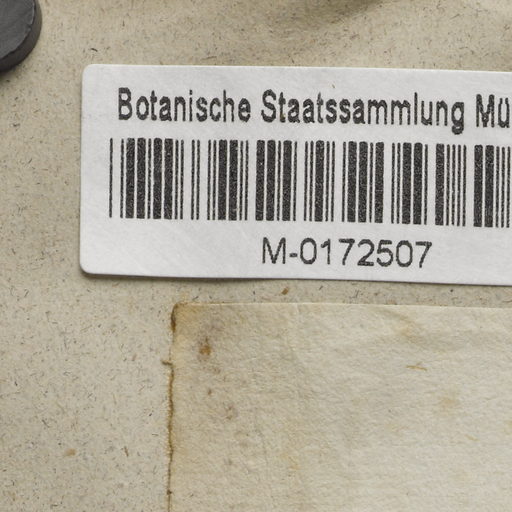 Botanische Staatssammlung Mü
M-0172507